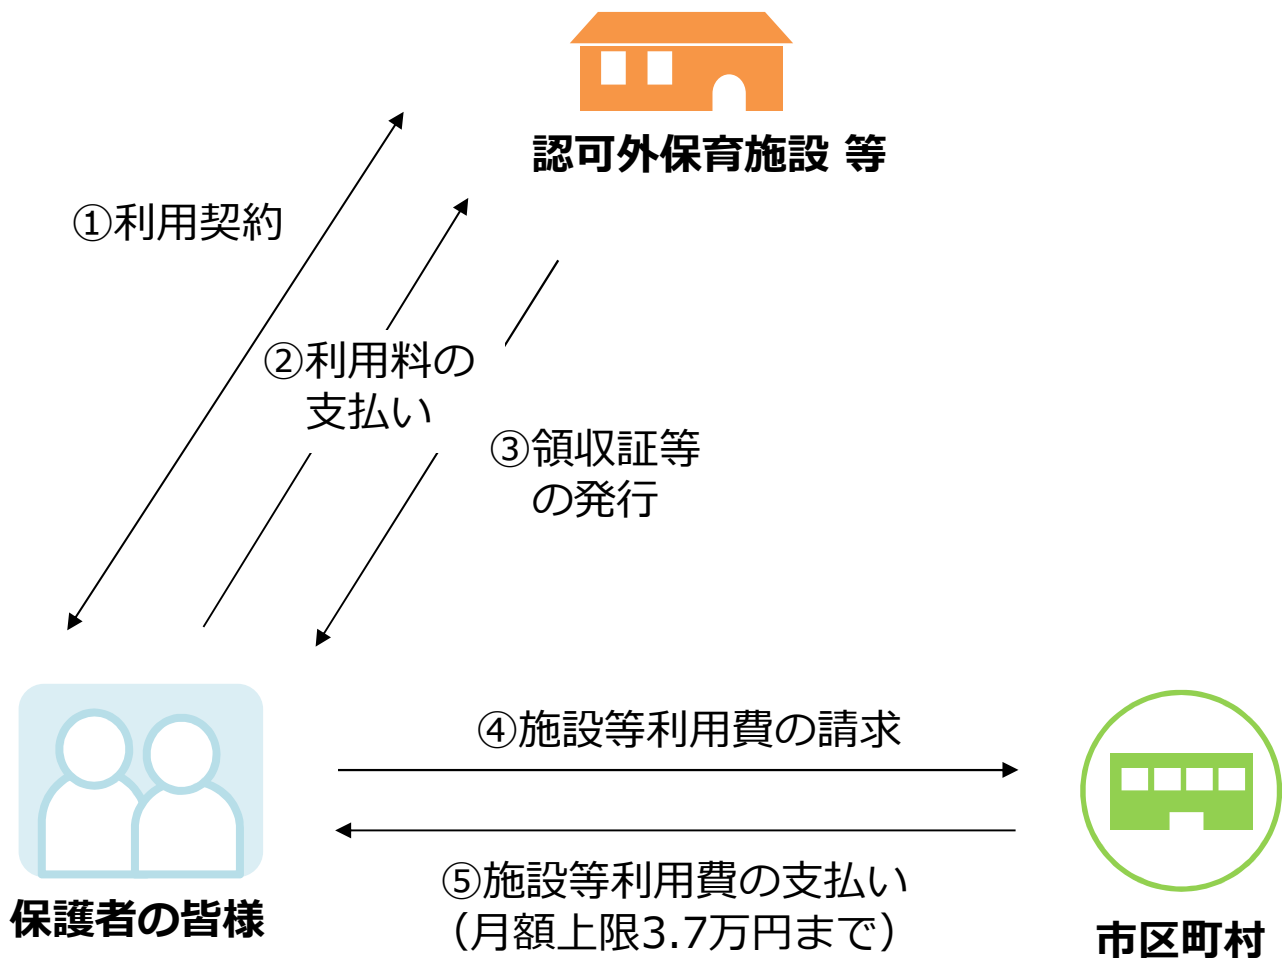 認可外保育施設 等
①利用契約
②利用料の
支払い
③領収証等
の発行
④施設等利用費の請求
⑤施設等利用費の支払い
（月額上限3.7万円まで）
保護者の皆様
市区町村